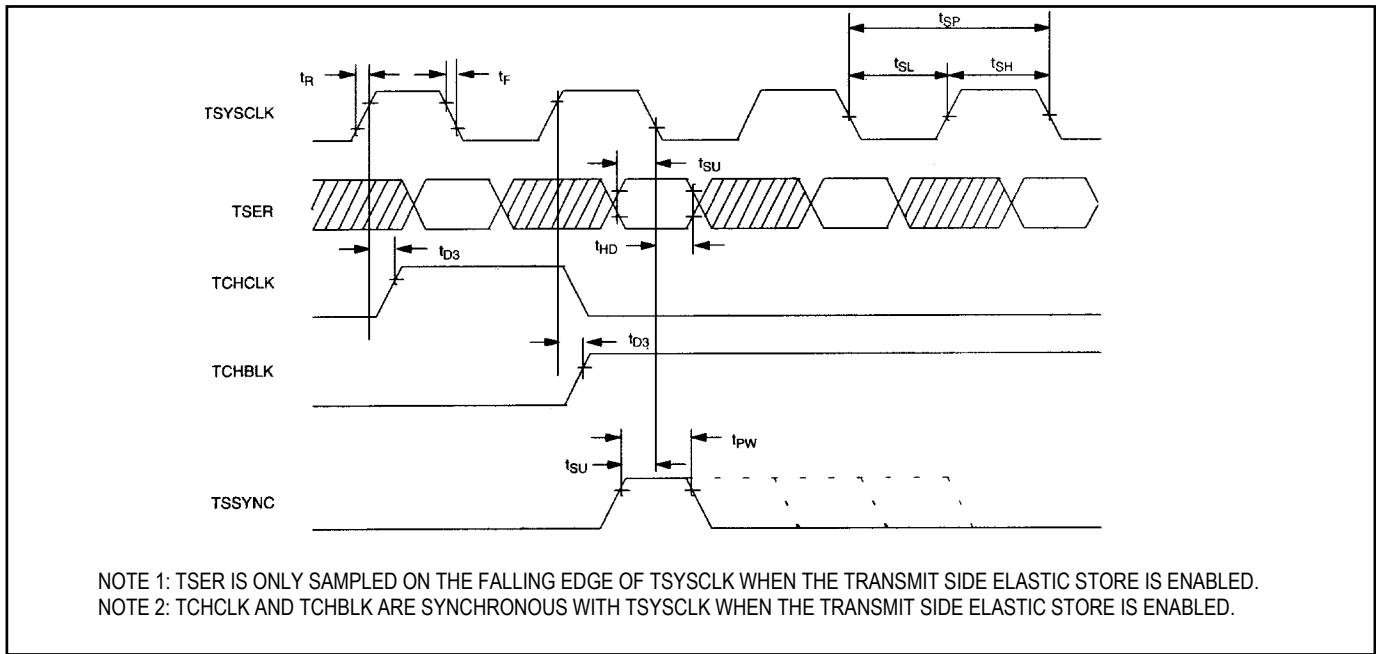 tSP
tR
tF
tSL
tSH
TSYSCLK
tSU
TSER
tD3
tHD
TCHCLK
tD3
TCHBLK
tPW
tSU
TSSYNC
NOTE 1: TSER IS ONLY SAMPLED ON THE FALLING EDGE OF TSYSCLK WHEN THE TRANSMIT SIDE ELASTIC STORE IS ENABLED.
NOTE 2: TCHCLK AND TCHBLK ARE SYNCHRONOUS WITH TSYSCLK WHEN THE TRANSMIT SIDE ELASTIC STORE IS ENABLED.